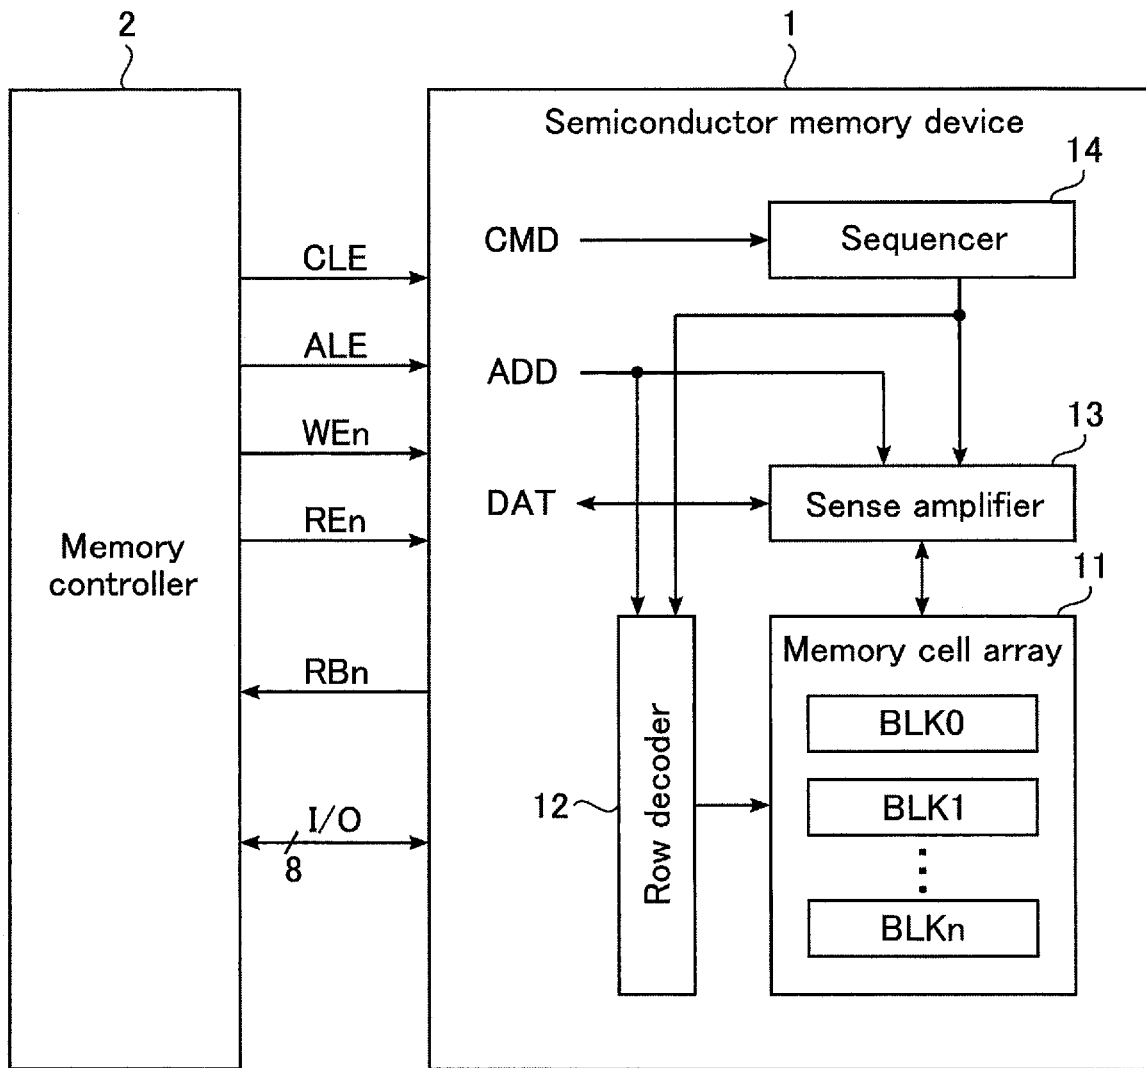 2
1
Semiconductor memory device
14
CMD
Sequencer
CLE
ALE
ADD
WEn
13
DAT
Sense amplifier
REn
Memory
controller
11
Memory cell array
RBn
BLK0
Row decoder
12
BLK1
I/O
8
BLKn